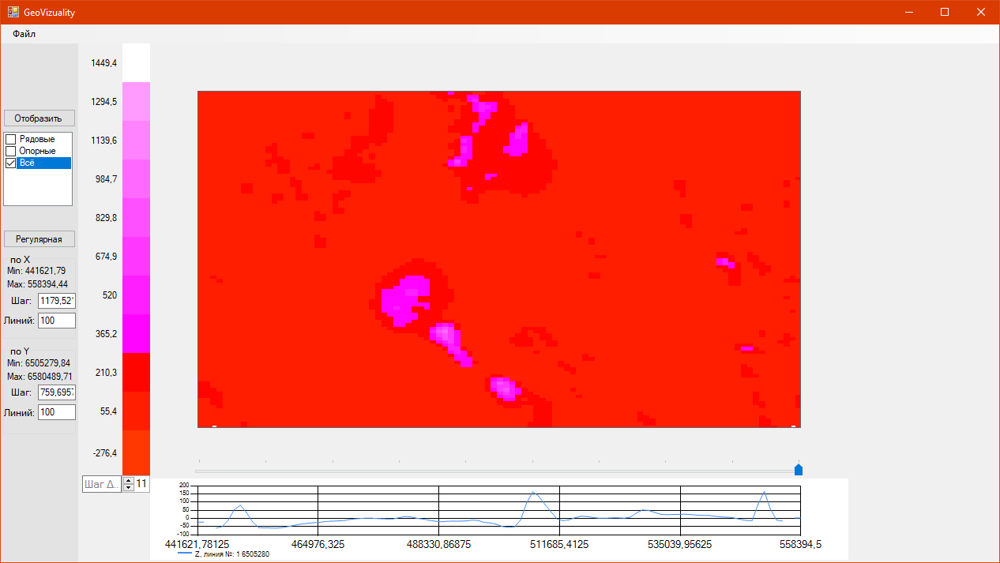 GeoVizuality
Файл
1449,4
1294,5
1139,6
984,7
829,8
674,9
520
365,2
210,3
55,4
-276,4
Отобразить
Рядовые
Опорные
Всё
Регулярная
по X
Min: 441621,79
Max: 558394,44
Шаг: 1179,521
Линий: 100
по Y
Min: 6505279,84
Max: 6580489,71
Шаг: 759,6957
Линий: 100
Шаг Д.. 11
200
150
100
50
0
-50
-100
441621,78125 464976,325 488330,86875 511685,4125 535039,95625 558394,5
Z, линия №: 1 6505280